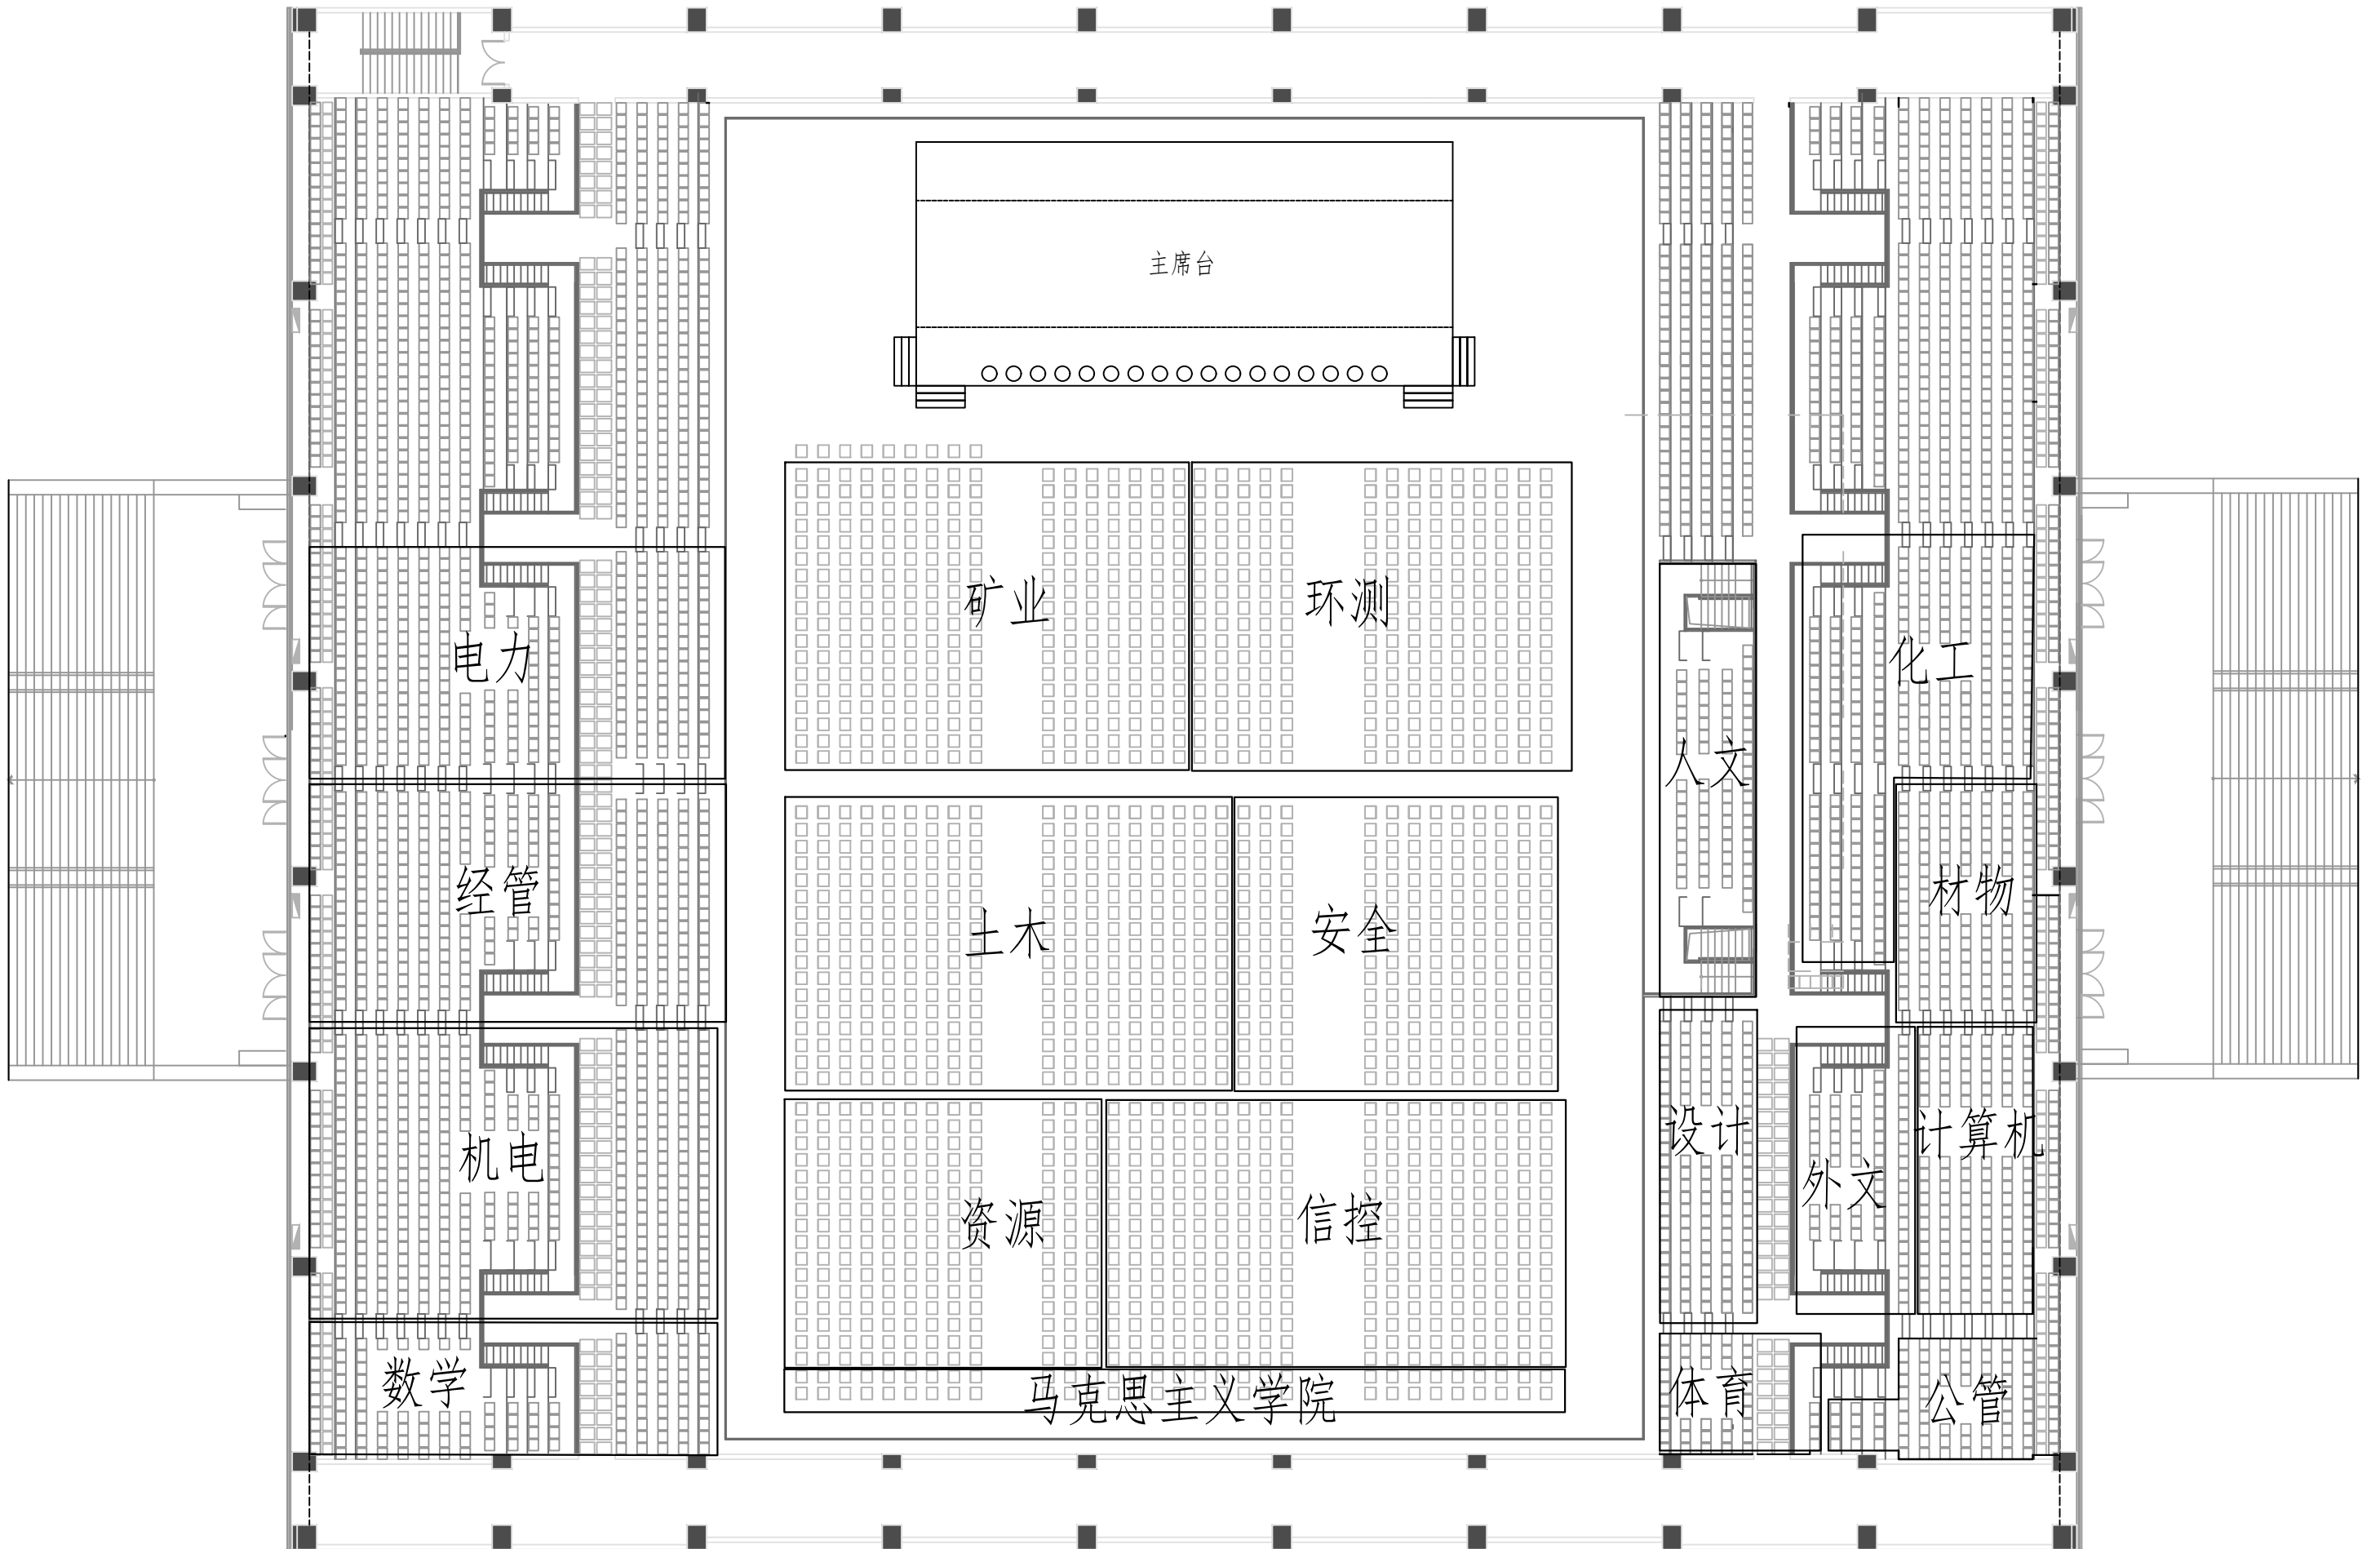 主席台
矿业
环测
电力
化工
人文
经管
材物
土木
安全
设计
计算机
机电
外文
资源
信控
数学
马克思主义学院
体育
公管